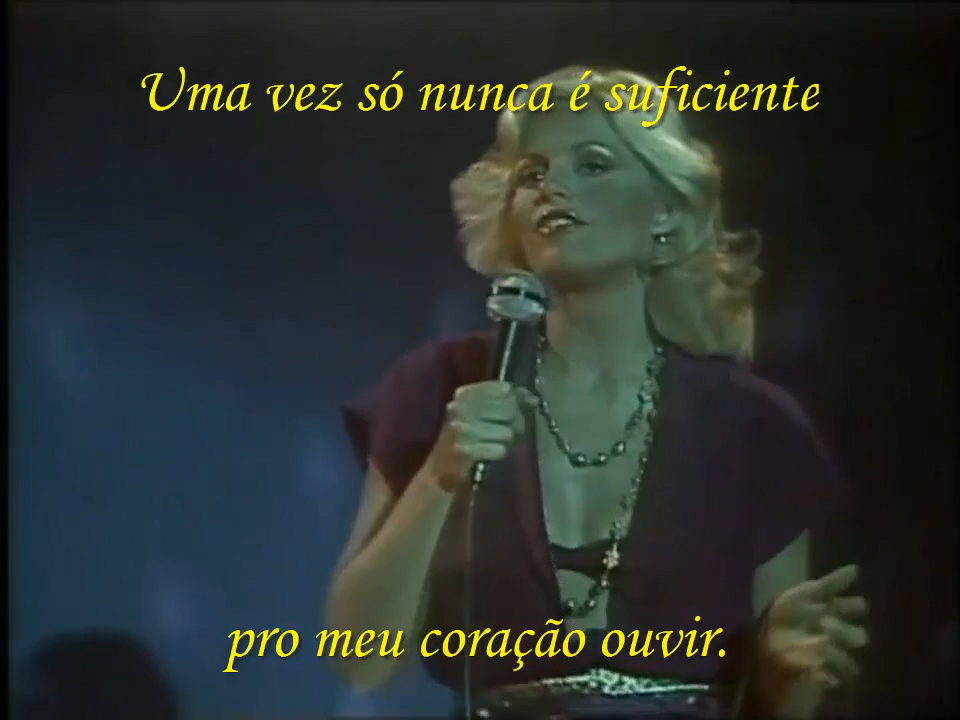 Uma vez só nunca é suficiente
pro meu coração ouvir.